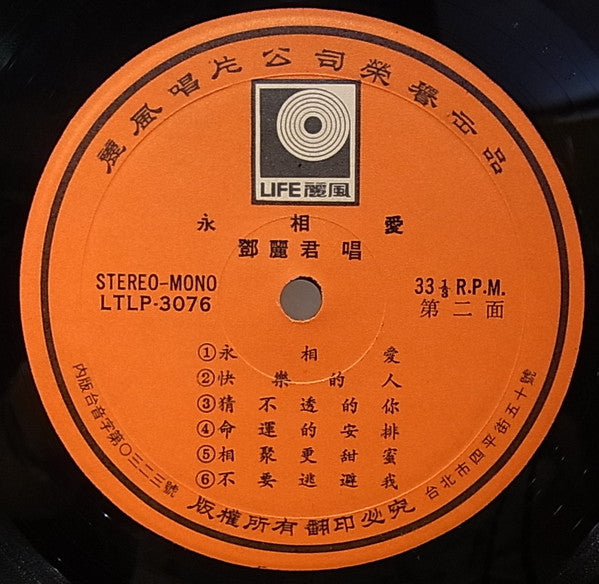 麗風唱片公司榮譽出品
LIFE麗風
永相愛
鄧麗君 唱
STEREO-MONO
LTLP-3076
33 1/3 R.P.M.
第二面
①永相愛
②快樂的人
③猜不透的你
④命運的安排
⑤相聚更甜蜜
⑥不要逃避我
內版台音字第〇三二三號
台北市四平街五十號
版權所有 翻印必究